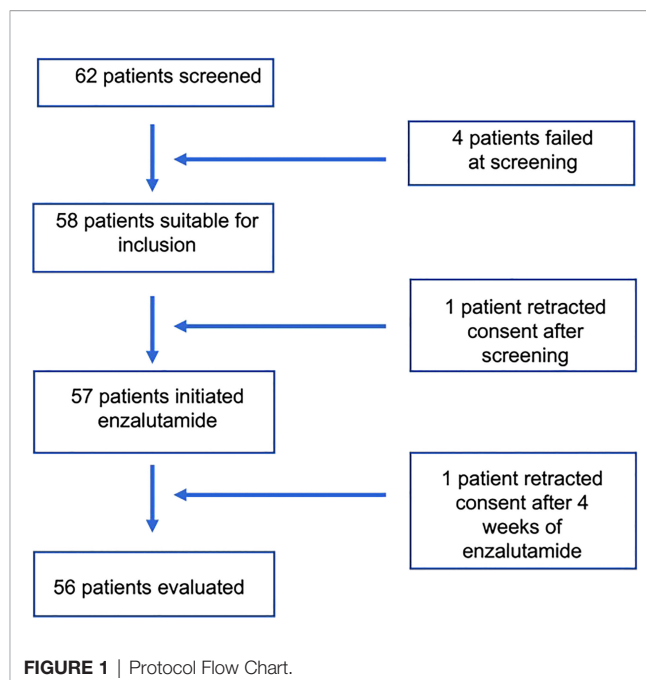 62 patients screened
4 patients failed
at screening
58 patients suitable for
inclusion
1 patient retracted
consent after
screening
57 patients initiated
enzalutamide
1 patient retracted
consent after 4
weeks of
enzalutamide
56 patients evaluated
FIGURE 1 | Protocol Flow Chart.